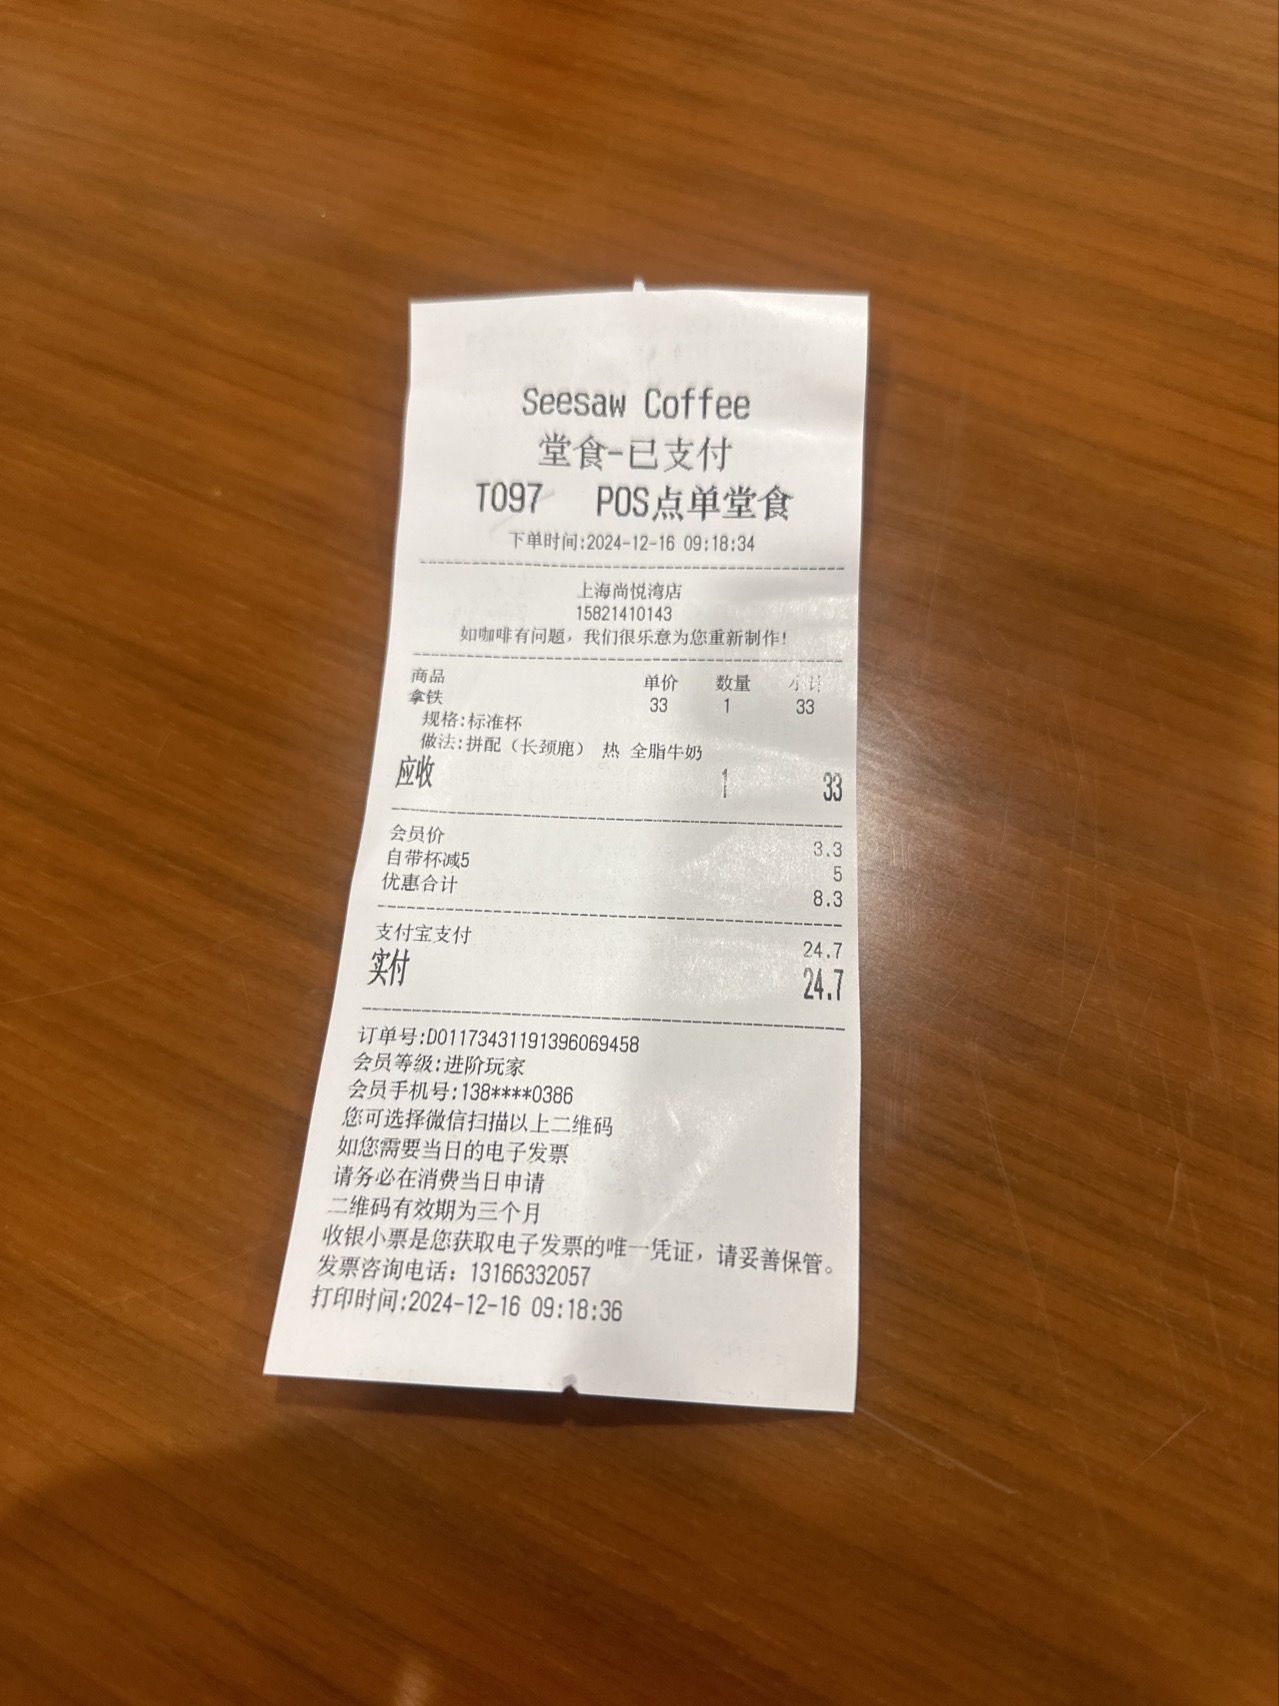 Seesaw Coffee
堂食-已支付
T097 POS点单堂食
下单时间:2024-12-16 09:18:34
上海尚悦湾店
15821410143
如咖啡有问题，我们很乐意为您重新制作!
商品 单价 数量 小计
拿铁 33 1 33
规格:标准杯
做法:拼配（长颈鹿） 热 全脂牛奶
应收 1 33
会员价 3.3
自带杯减5 5
优惠合计 8.3
支付宝支付 24.7
实付 24.7
订单号:D01173431191396069458
会员等级:进阶玩家
会员手机号:138****0386
您可选择微信扫描以上二维码
如您需要当日的电子发票
请务必在消费当日申请
二维码有效期为三个月
收银小票是您获取电子发票的唯一凭证，请妥善保管。
发票咨询电话：13166332057
打印时间:2024-12-16 09:18:36